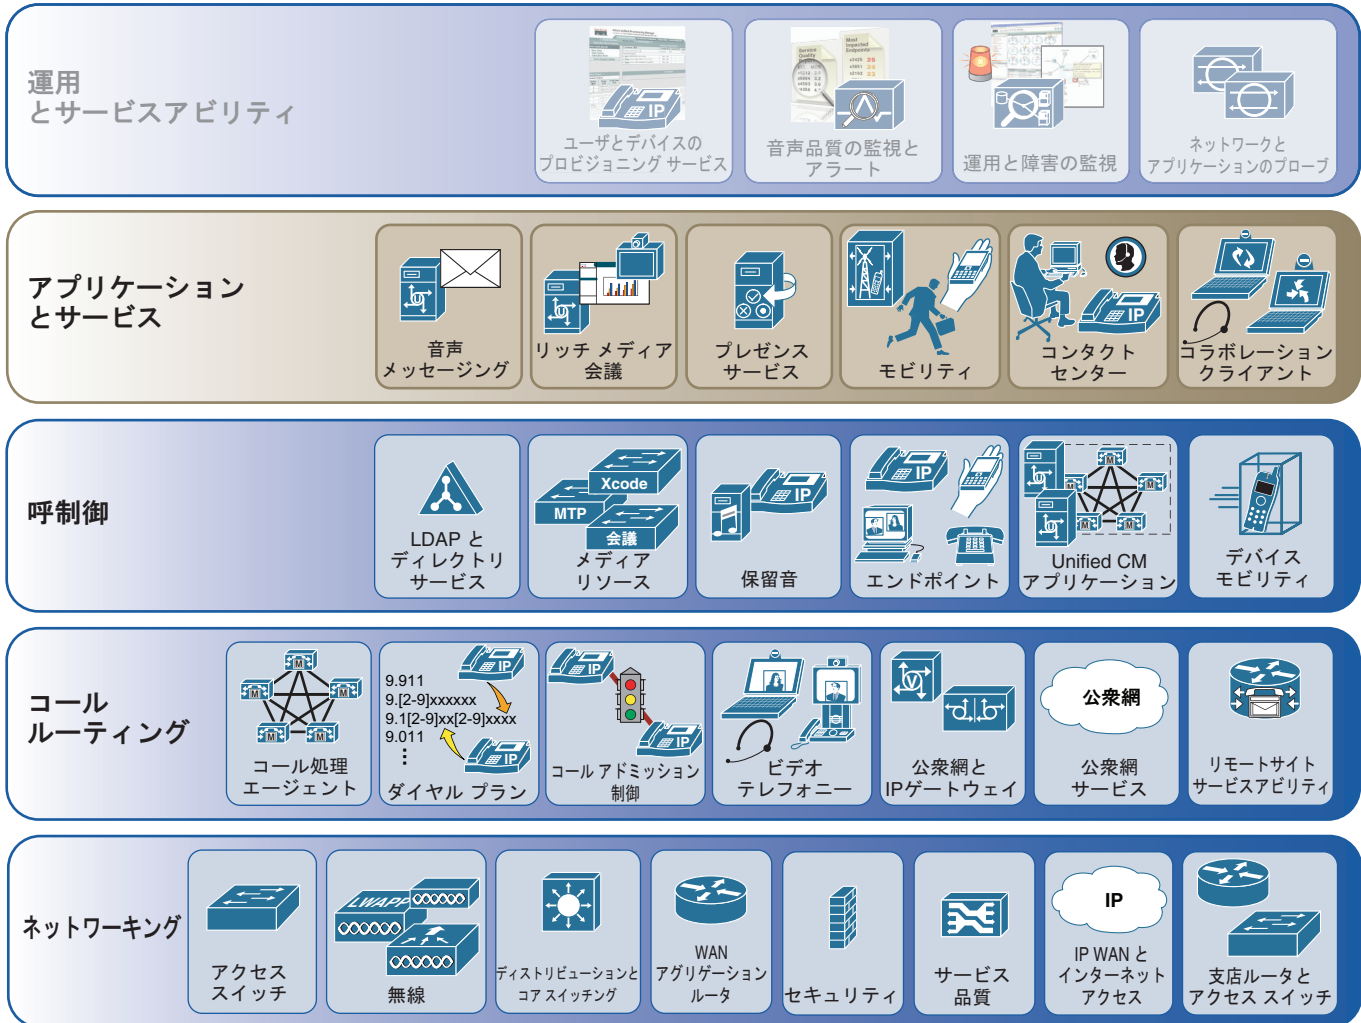 運用
とサービスアビリティ
Service
Quality
Most
Impacted
Endpoints
IP
ユーザとデバイスの
プロビジョニング サービス
音声品質の監視と
アラート
運用と障害の監視
ネットワークと
アプリケーションのプローブ
アプリケーション
とサービス
音声
メッセージング
リッチ メディア
会議
プレゼンス
サービス
モビリティ
IP
コンタクト
センター
コラボレーション
クライアント
呼制御
LDAP と
ディレクトリ
サービス
Xcode
MTP
会議
メディア
リソース
IP
保留音
IP
エンドポイント
M
M
M
M
M
Unified CM
アプリケーション
デバイス
モビリティ
コール
ルーティング
M
M
M
M
M
コール処理
エージェント
9.911
9.[2-9]xxxxxx
9.1[2-9]xx[2-9]xxxx
9.011
⋮
IP
IP
ダイヤル プラン
IP
IP
コール アドミッション
制御
ビデオ
テレフォニー
V
公衆網と
IPゲートウェイ
公衆網
公衆網
サービス
リモートサイト
サービスアビリティ
ネットワーキング
アクセス
スイッチ
LWAPP
無線
ディストリビューションと
コア スイッチング
WAN
アグリゲーション
ルータ
セキュリティ
サービス
品質
IP
IP WAN と
インターネット
アクセス
支店ルータと
アクセス スイッチ